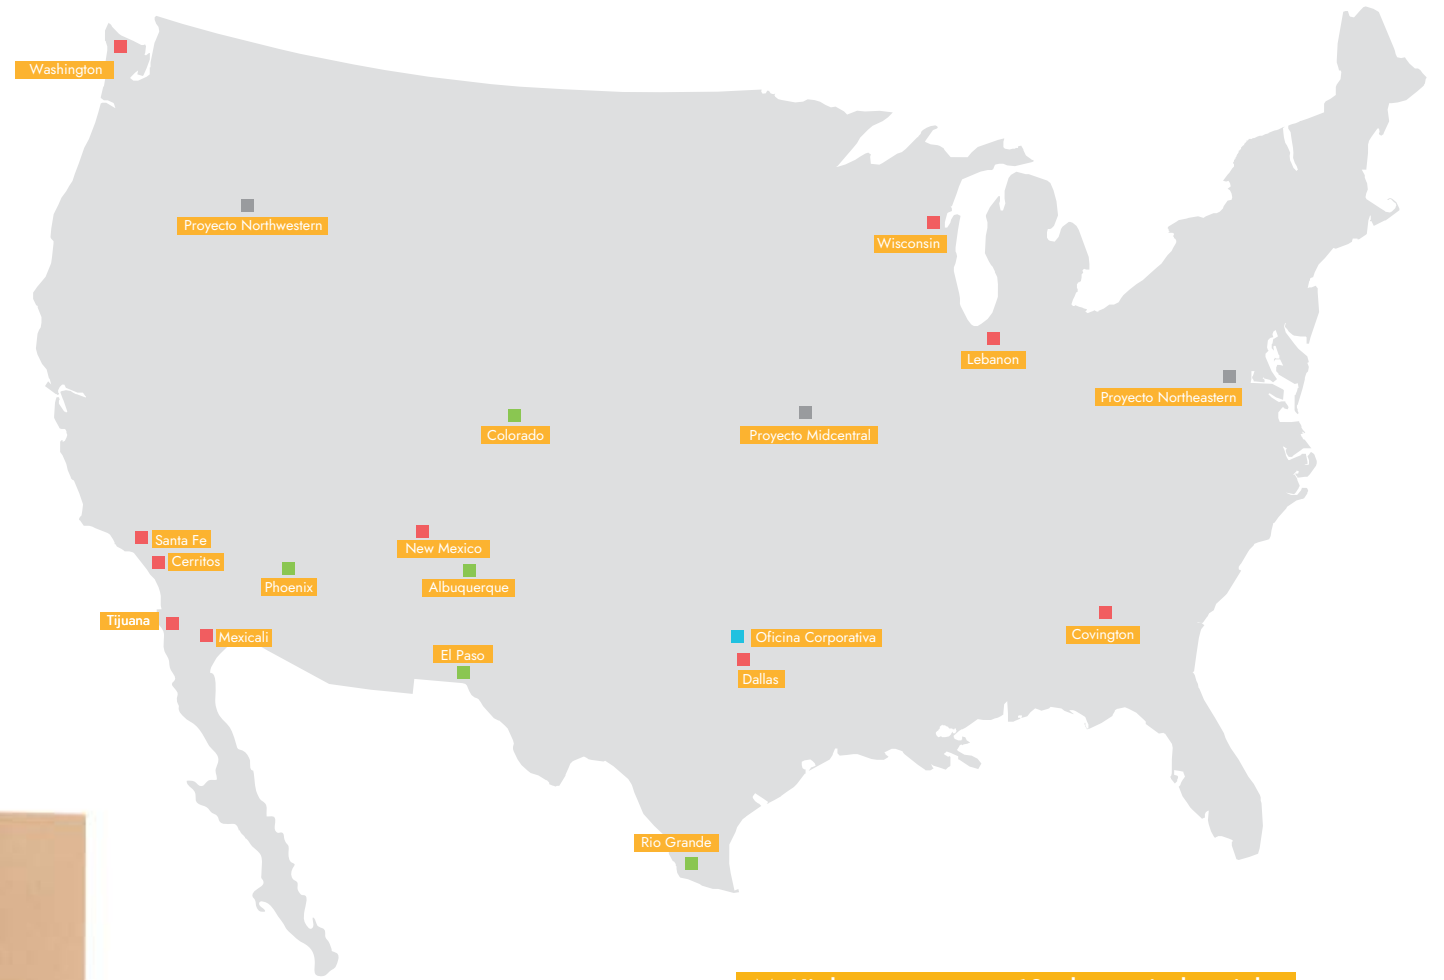 Washington
Proyecto Northwestern
Wisconsin
Lebanon
Proyecto Northeastern
Colorado
Proyecto Midcentral
Santa Fe
New Mexico
Cerritos
Phoenix
Albuquerque
Tijuana
Mexicali
Oficina Corporativa
Covington
El Paso
Dallas
Rio Grande